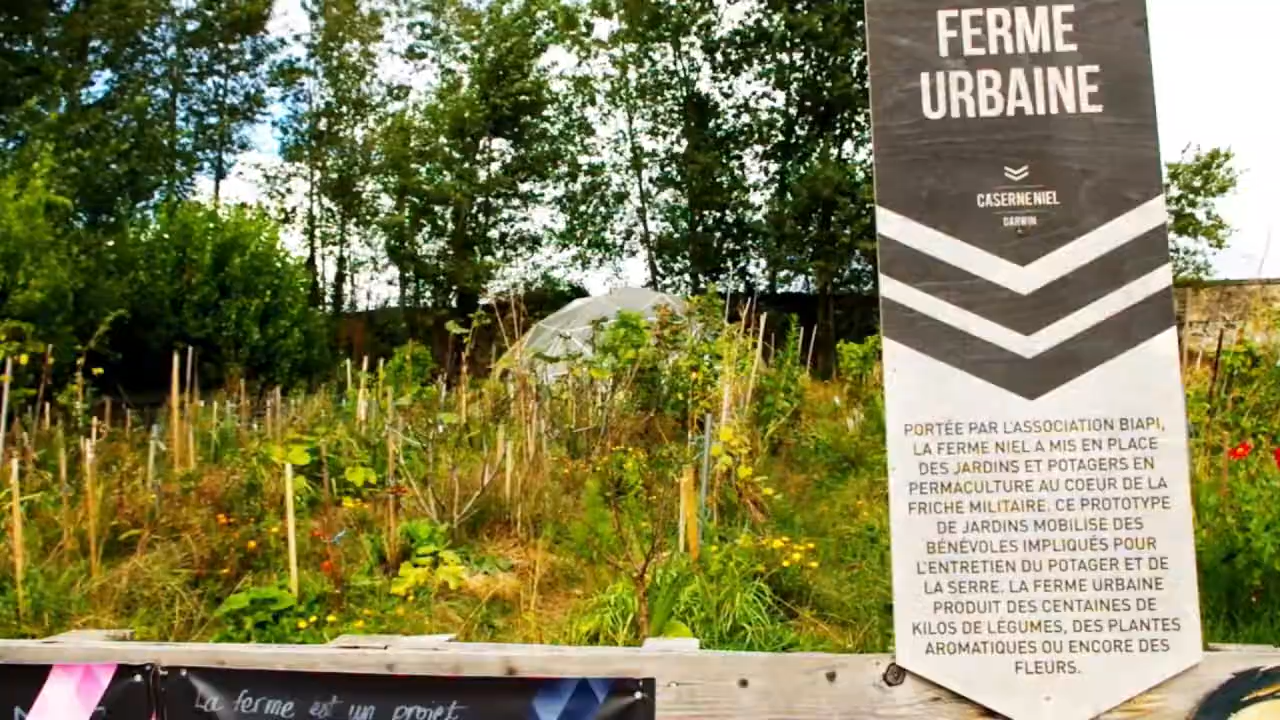 FERME
URBAINE
CASERNE NIEL
DARWIN
PORTÉE PAR L'ASSOCIATION BIAPI,
LA FERME NIEL A MIS EN PLACE
DES JARDINS ET POTAGERS EN
PERMACULTURE AU COEUR DE LA
FRICHE MILITAIRE. CE PROTOTYPE
DE JARDINS MOBILISE DES
BÉNÉVOLES IMPLIQUÉS POUR
L'ENTRETIEN DU POTAGER ET DE
LA SERRE. LA FERME URBAINE
PRODUIT DES CENTAINES DE
KILOS DE LÉGUMES, DES PLANTES
AROMATIQUES OU ENCORE DES
FLEURS.
La ferme est un projet